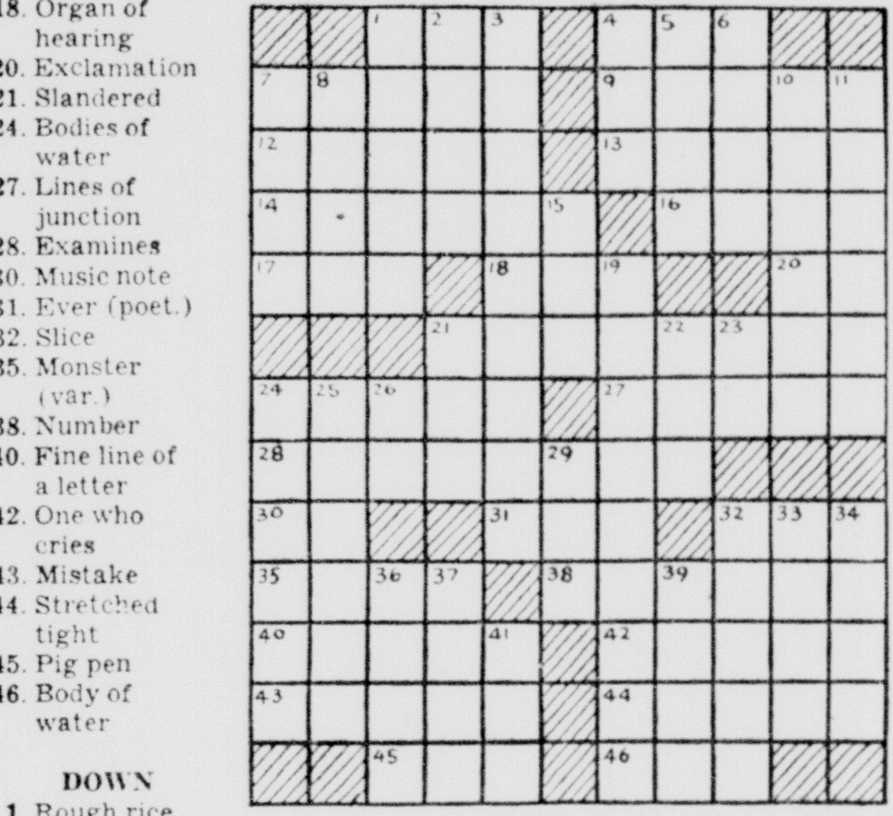 18. Organ of
hearing
20. Exclamation
21. Slandered
24. Bodies of
water
27. Lines of
junction
28. Examines
30. Music note
31. Ever (poet.)
32. Slice
35. Monster
(var.)
38. Number
40. Fine line of
a letter
42. One who
cries
43. Mistake
44. Stretched
tight
45. Pig pen
46. Body of
water
DOWN
1. Rough rice
1 2 3 4 5 6
7 8 9 10 11
12 13
14 15 16
17 18 19 20
21 22 23
24 25 26 27
28 29
30 31 32 33 34
35 36 37 38 39
40 41 42
43 44
45 46